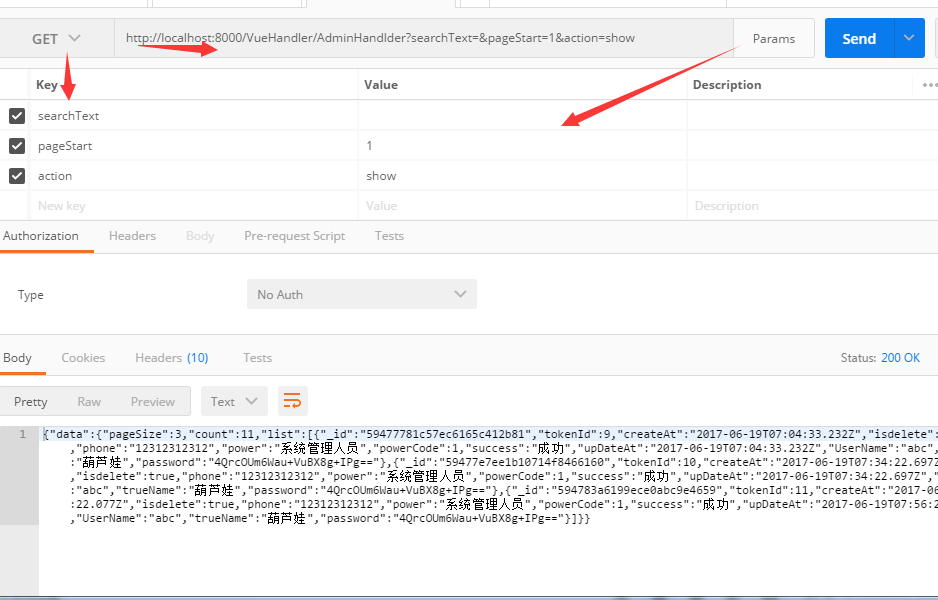 GET http://localhost:8000/VueHandler/AdminHandlder?searchText=&pageStart=1&action=show Params Send
Key Value Description
searchText
pageStart 1
action show
New key Value Description
Authorization Headers Body Pre-request Script Tests
Type No Auth
Body Cookies Headers (10) Tests Status: 200 OK
Pretty Raw Preview Text
1 {"data":{"pageSize":3,"count":11,"list":[{"_id":"59477781c57ec6165c412b81","tokenId":9,"createAt":"2017-06-19T07:04:33.232Z","isdelete":
,"phone":"12312312312","power":"系统管理人员","powerCode":1,"success":"成功","upDateAt":"2017-06-19T07:04:33.232Z","UserName":"abc",
:"葫芦娃","password":"4QrcOUm6Wau+VuBX8g+IPg=="},{"_id":"59477e7ee1b10714f8466160","tokenId":10,"createAt":"2017-06-19T07:34:22.697Z
,"isdelete":true,"phone":"12312312312","power":"系统管理人员","powerCode":1,"success":"成功","upDateAt":"2017-06-19T07:34:22.697Z","
:"abc","trueName":"葫芦娃","password":"4QrcOUm6Wau+VuBX8g+IPg=="},{"_id":"594783a6199ece0abc9e4659","tokenId":11,"createAt":"2017-06
:22.077Z","isdelete":true,"phone":"12312312312","power":"系统管理人员","powerCode":1,"success":"成功","upDateAt":"2017-06-19T07:56:2
,"UserName":"abc","trueName":"葫芦娃","password":"4QrcOUm6Wau+VuBX8g+IPg=="}]}}